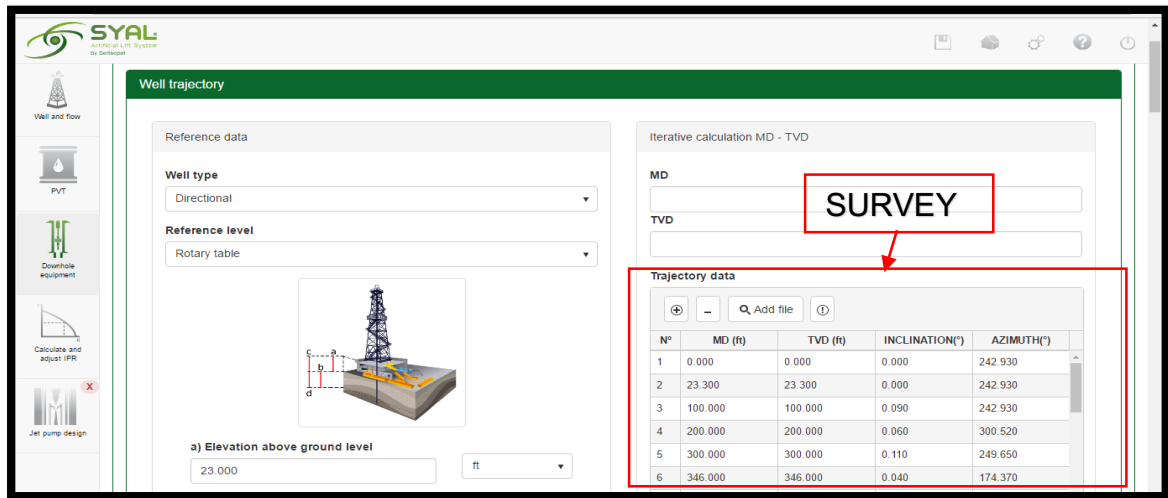 SYAL:
Artificial Lift System
by Sertecpet
Well and flow
PVT
Downhole
equipment
Calculate and
adjust IPR
X
Jet pump design
Well trajectory
Reference data
Well type
Directional
Reference level
Rotary table
c a
b
d
a) Elevation above ground level
23.000 ft
Iterative calculation MD - TVD
MD
SURVEY
TVD
Trajectory data
Add file
Nº MD (ft) TVD (ft) INCLINATION(°) AZIMUTH(°)
1 0.000 0.000 0.000 242.930
2 23.300 23.300 0.000 242.930
3 100.000 100.000 0.090 242.930
4 200.000 200.000 0.060 300.520
5 300.000 300.000 0.110 249.650
6 346.000 346.000 0.040 174.370